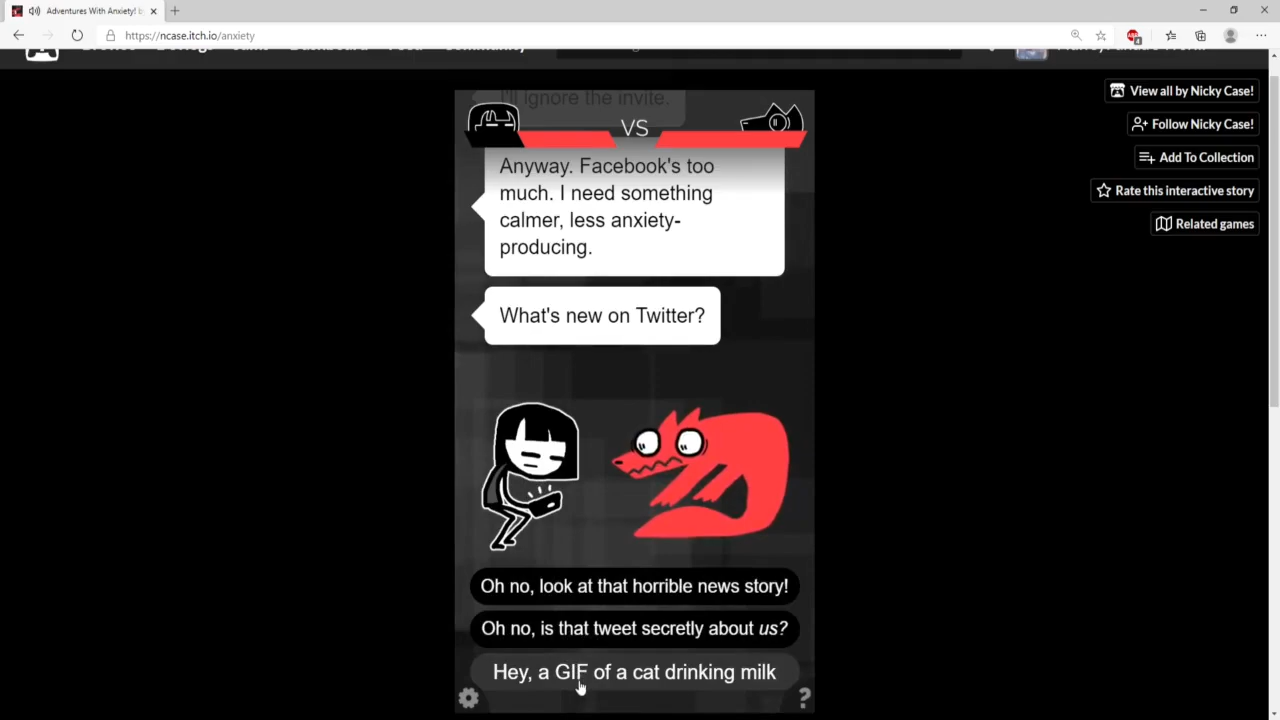 Adventures With Anxiety! b
https://ncase.itch.io/anxiety
View all by Nicky Case!
Follow Nicky Case!
Add To Collection
Rate this interactive story
Related games
I'll ignore the invite.
VS
Anyway. Facebook's too
much. I need something
calmer, less anxiety-
producing.
What's new on Twitter?
Oh no, look at that horrible news story!
Oh no, is that tweet secretly about us?
Hey, a GIF of a cat drinking milk
?